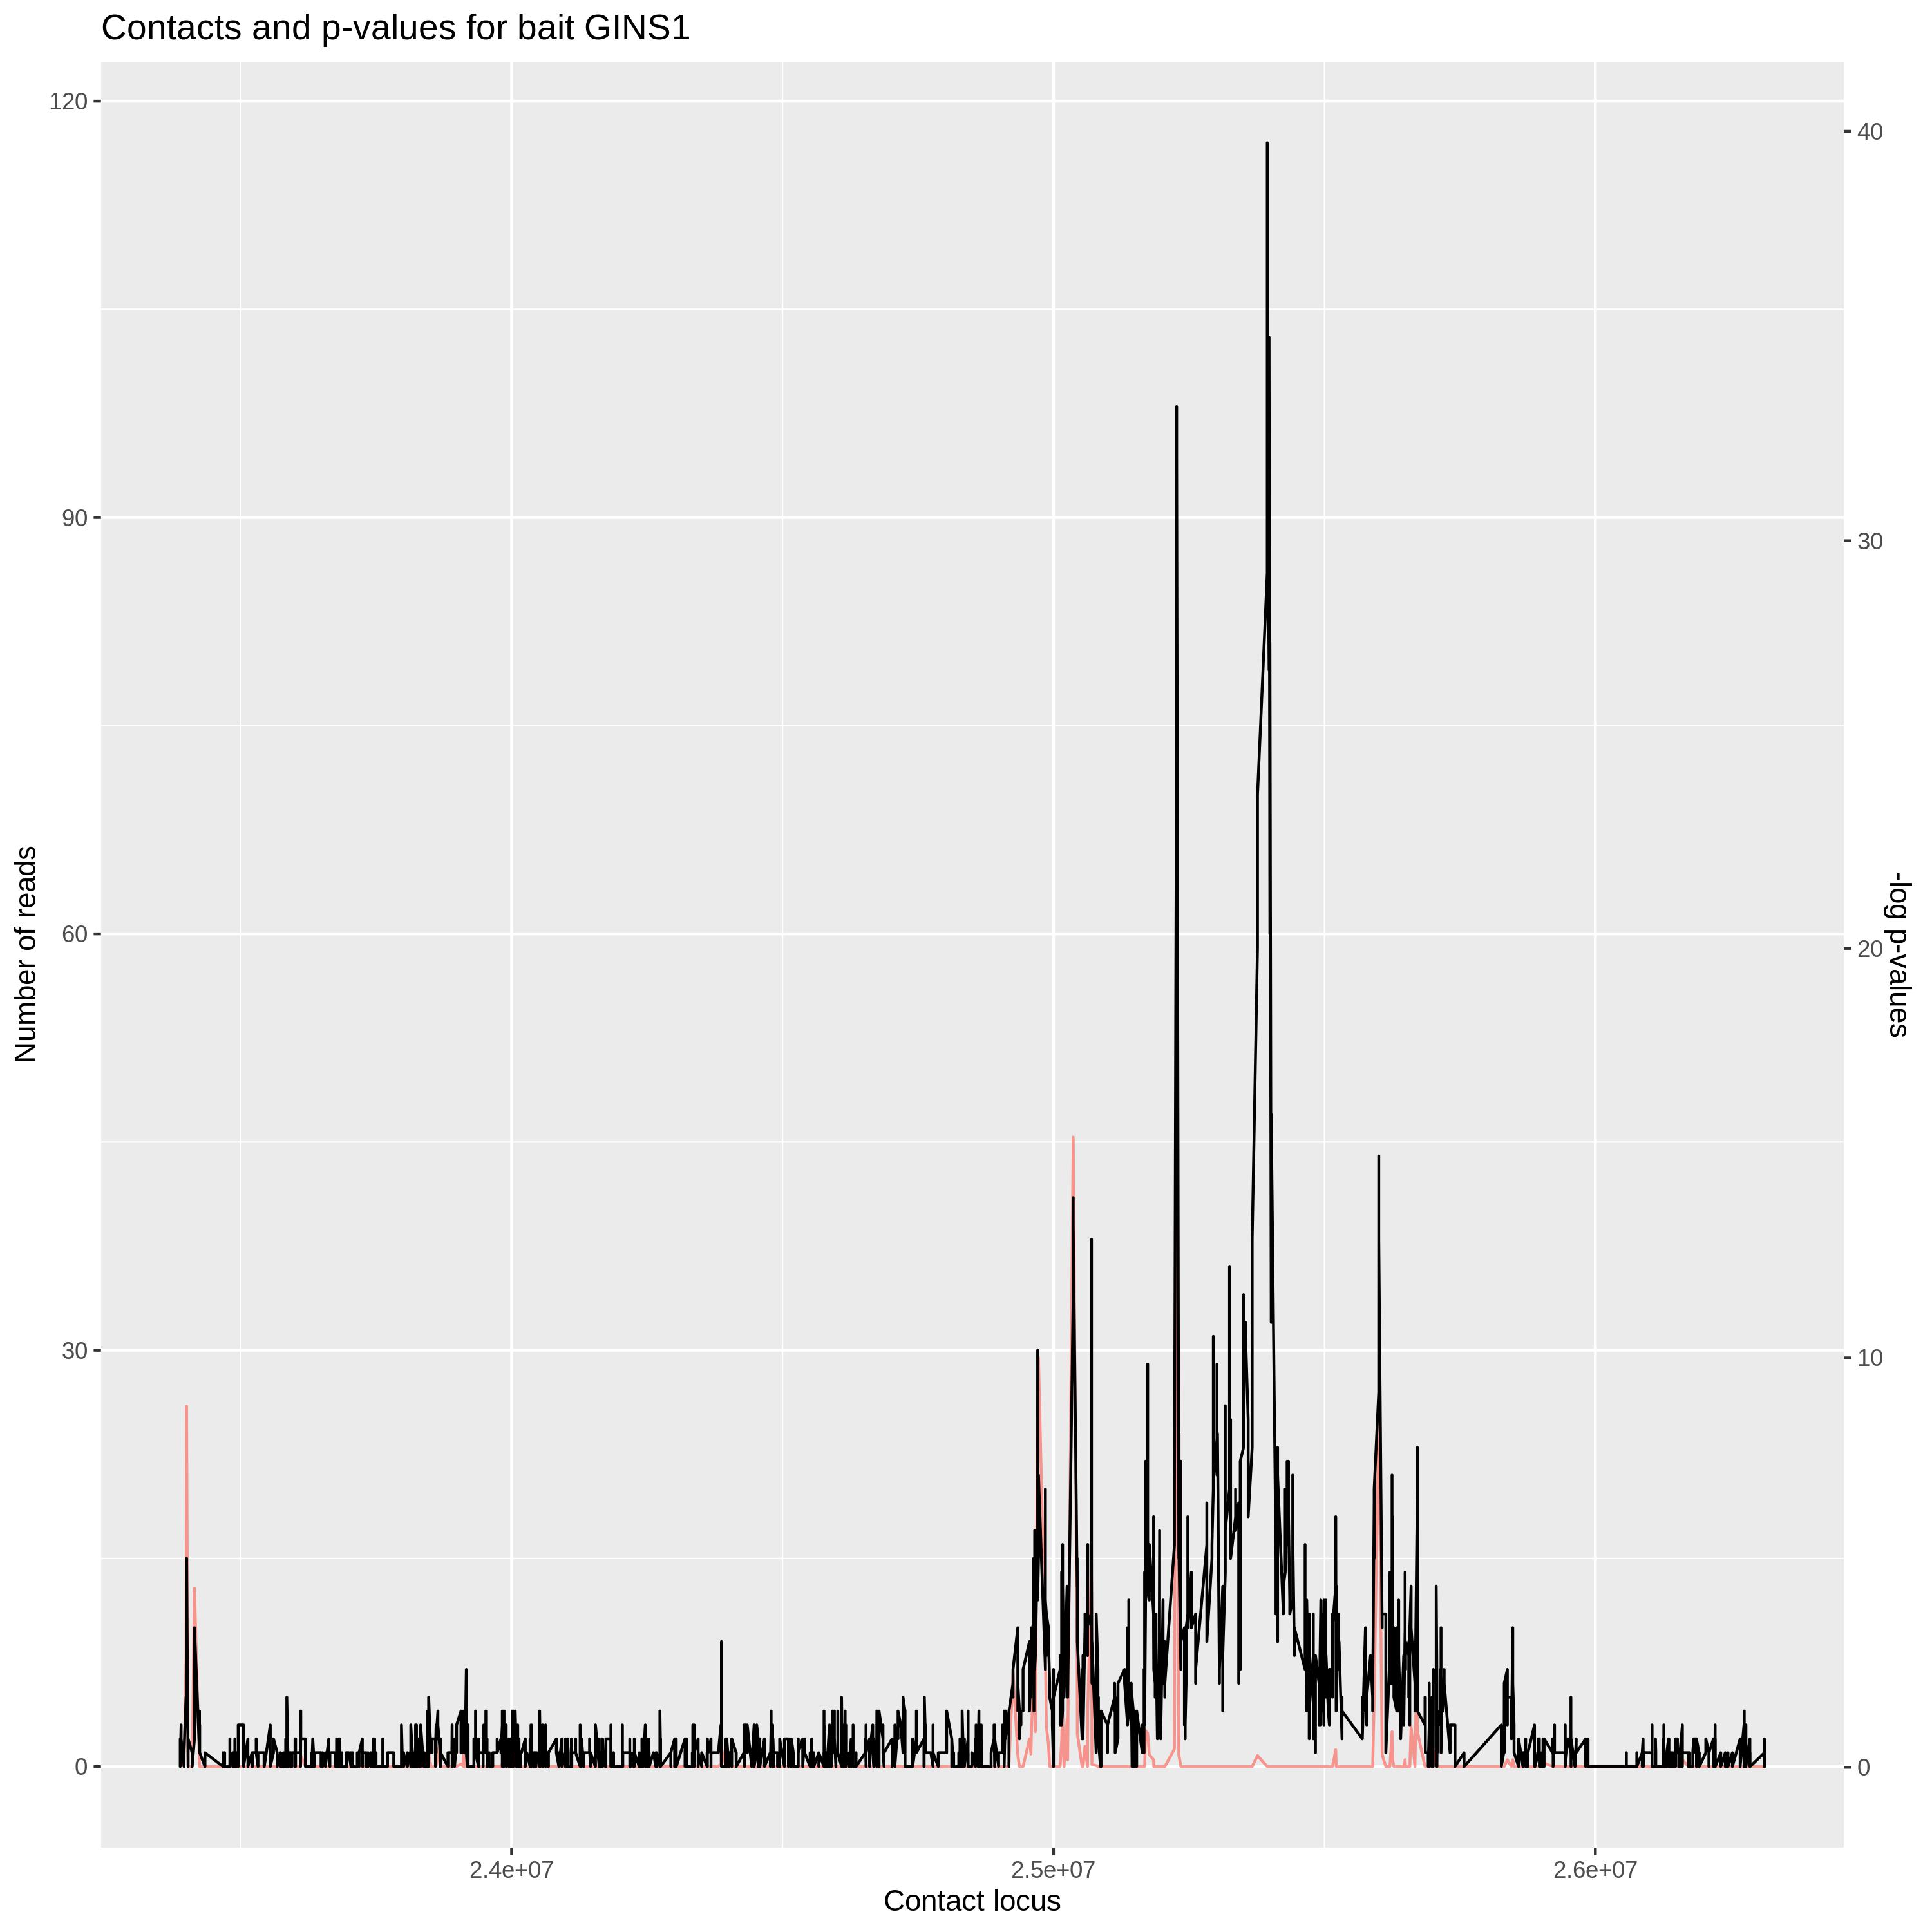 Contacts and p-values for bait GINS1
120
90
60
30
0
Number of reads
40
30
20
10
0
-log p-values
2.4e+07
2.5e+07
2.6e+07
Contact locus